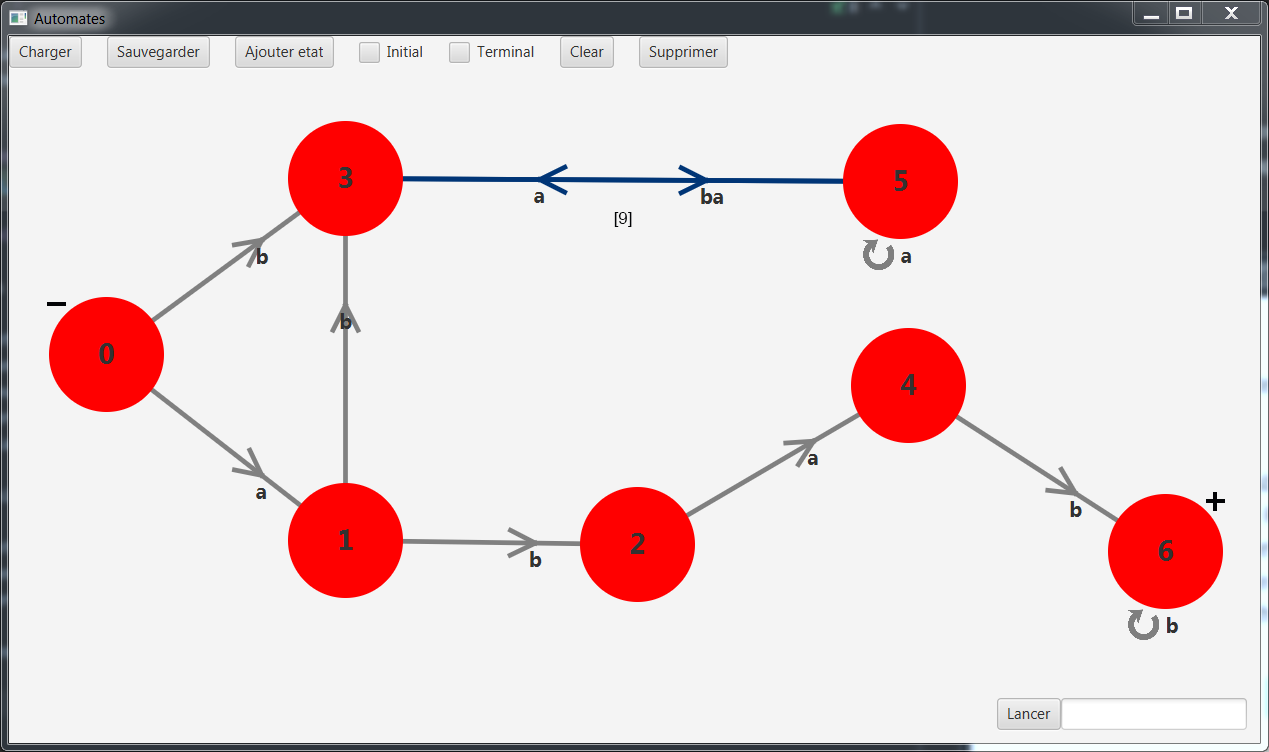 Automates
Charger Sauvegarder Ajouter etat Initial Terminal Clear Supprimer
3 5
a ba
[9]
b a
b
0
4
a a
b
1 b 2
6
b
Lancer